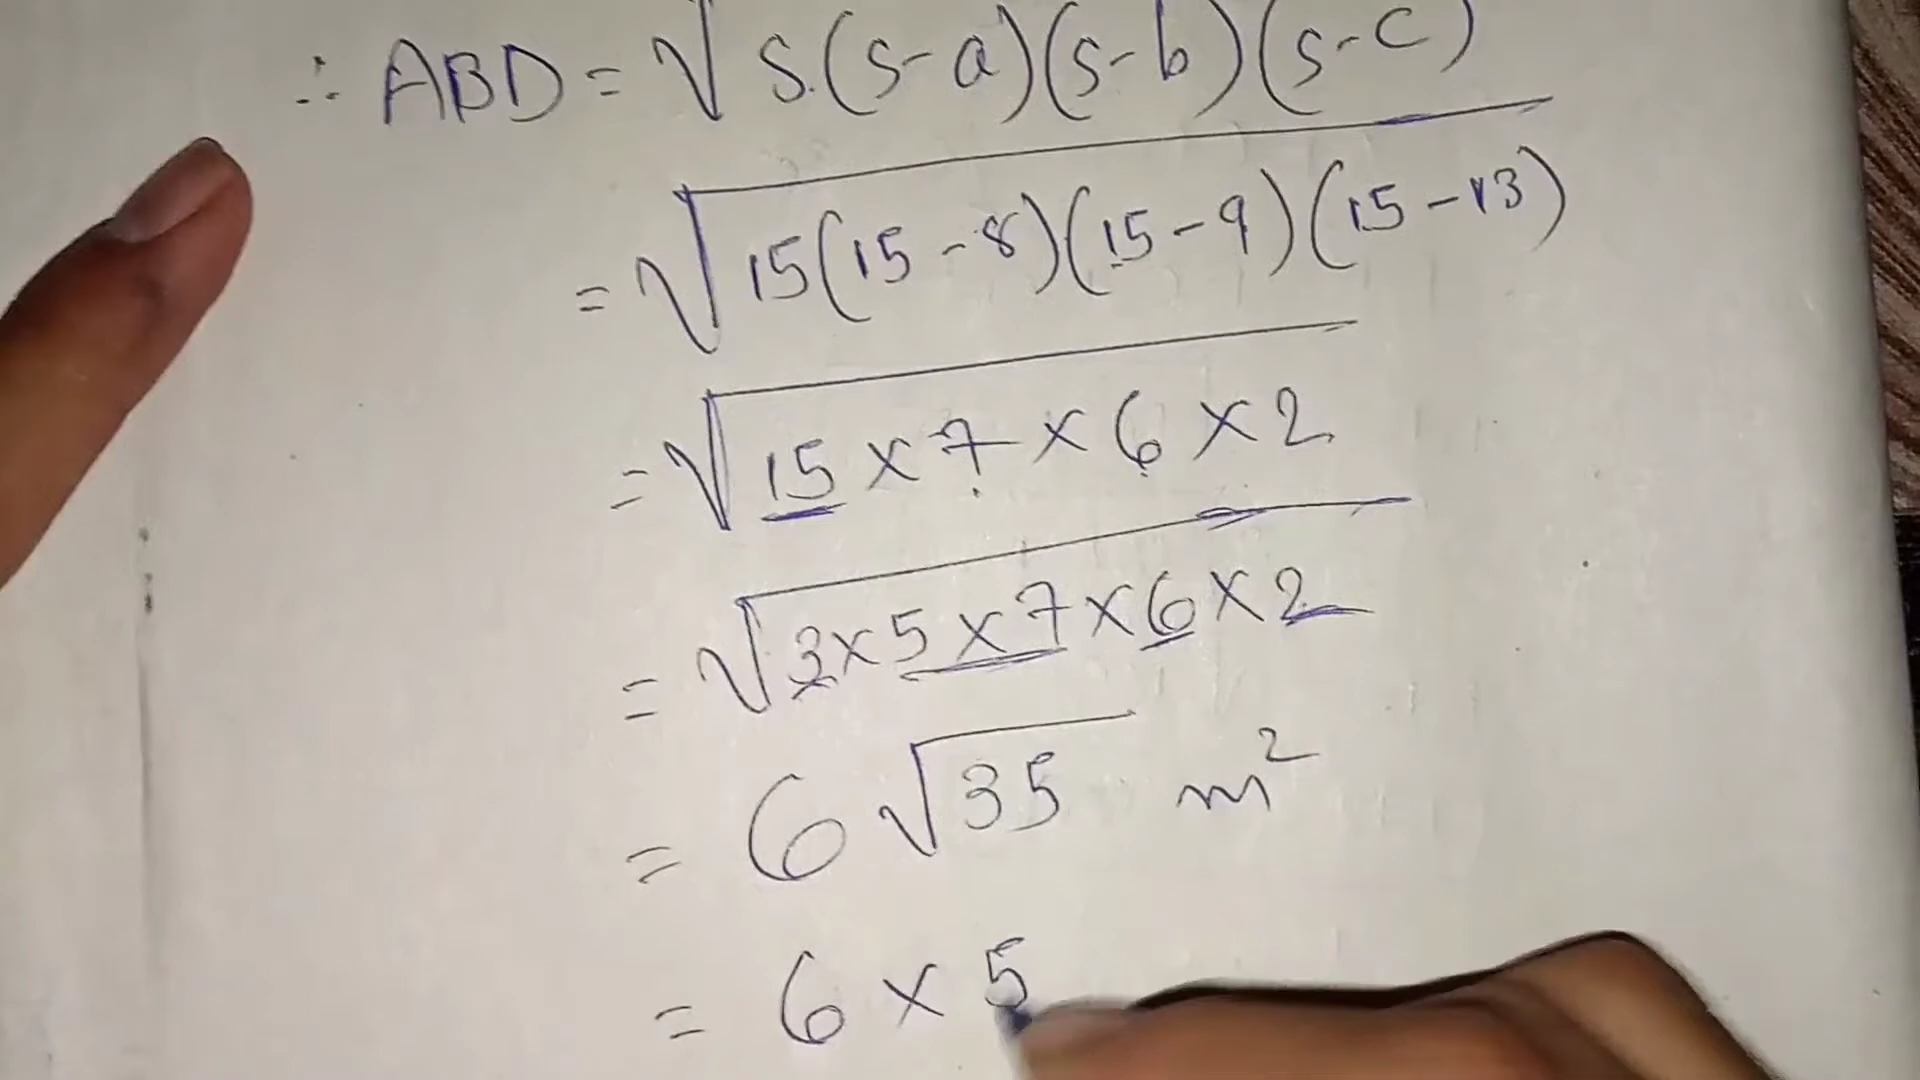 ∴ ABD = √s(s-a)(s-b)(s-c)
= √15(15-8)(15-9)(15-13)
= √15×7×6×2
= √3×5×7×6×2
= 6√35 m²
= 6×5